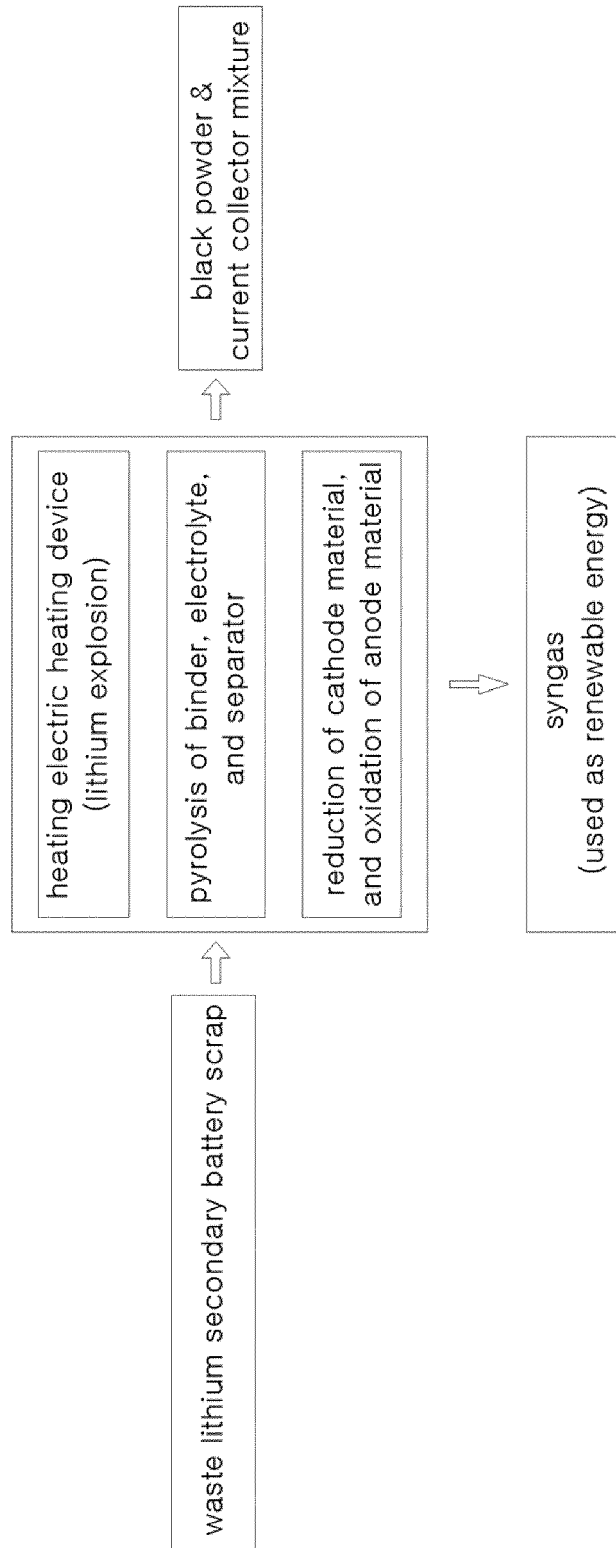 waste lithium secondary battery scrap
heating electric heating device
(lithium explosion)
pyrolysis of binder, electrolyte,
and separator
reduction of cathode material,
and oxidation of anode material
black powder &
current collector mixture
syngas
(used as renewable energy)